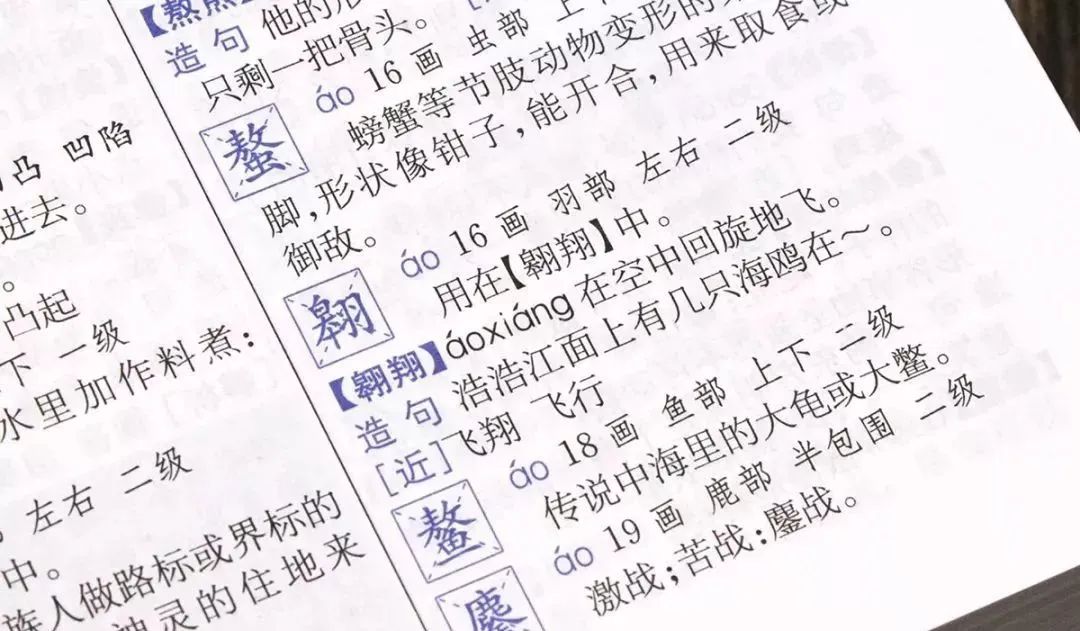 凸 凹陷
进去。
凸起
下 一级
水里加作料煮：
左右 二级
中。
族人做路标或界标的
神灵的住地来
造句 他的形
只剩一把骨头。
áo 16画 虫部 上
螯 螃蟹等节肢动物变形的
脚，形状像钳子，能开合，用来取食或
御敌。
áo 16画 羽部 左右 二级
翱 用在【翱翔】中。
【翱翔】áoxiáng 在空中回旋地飞。
造句 浩浩江面上有几只海鸥在～。
[近] 飞翔 飞行
áo 18画 鱼部 上下 二级
鳌 传说中海里的大龟或大鳖。
áo 19画 鹿部 半包围 二级
鏖 激战；苦战：鏖战。